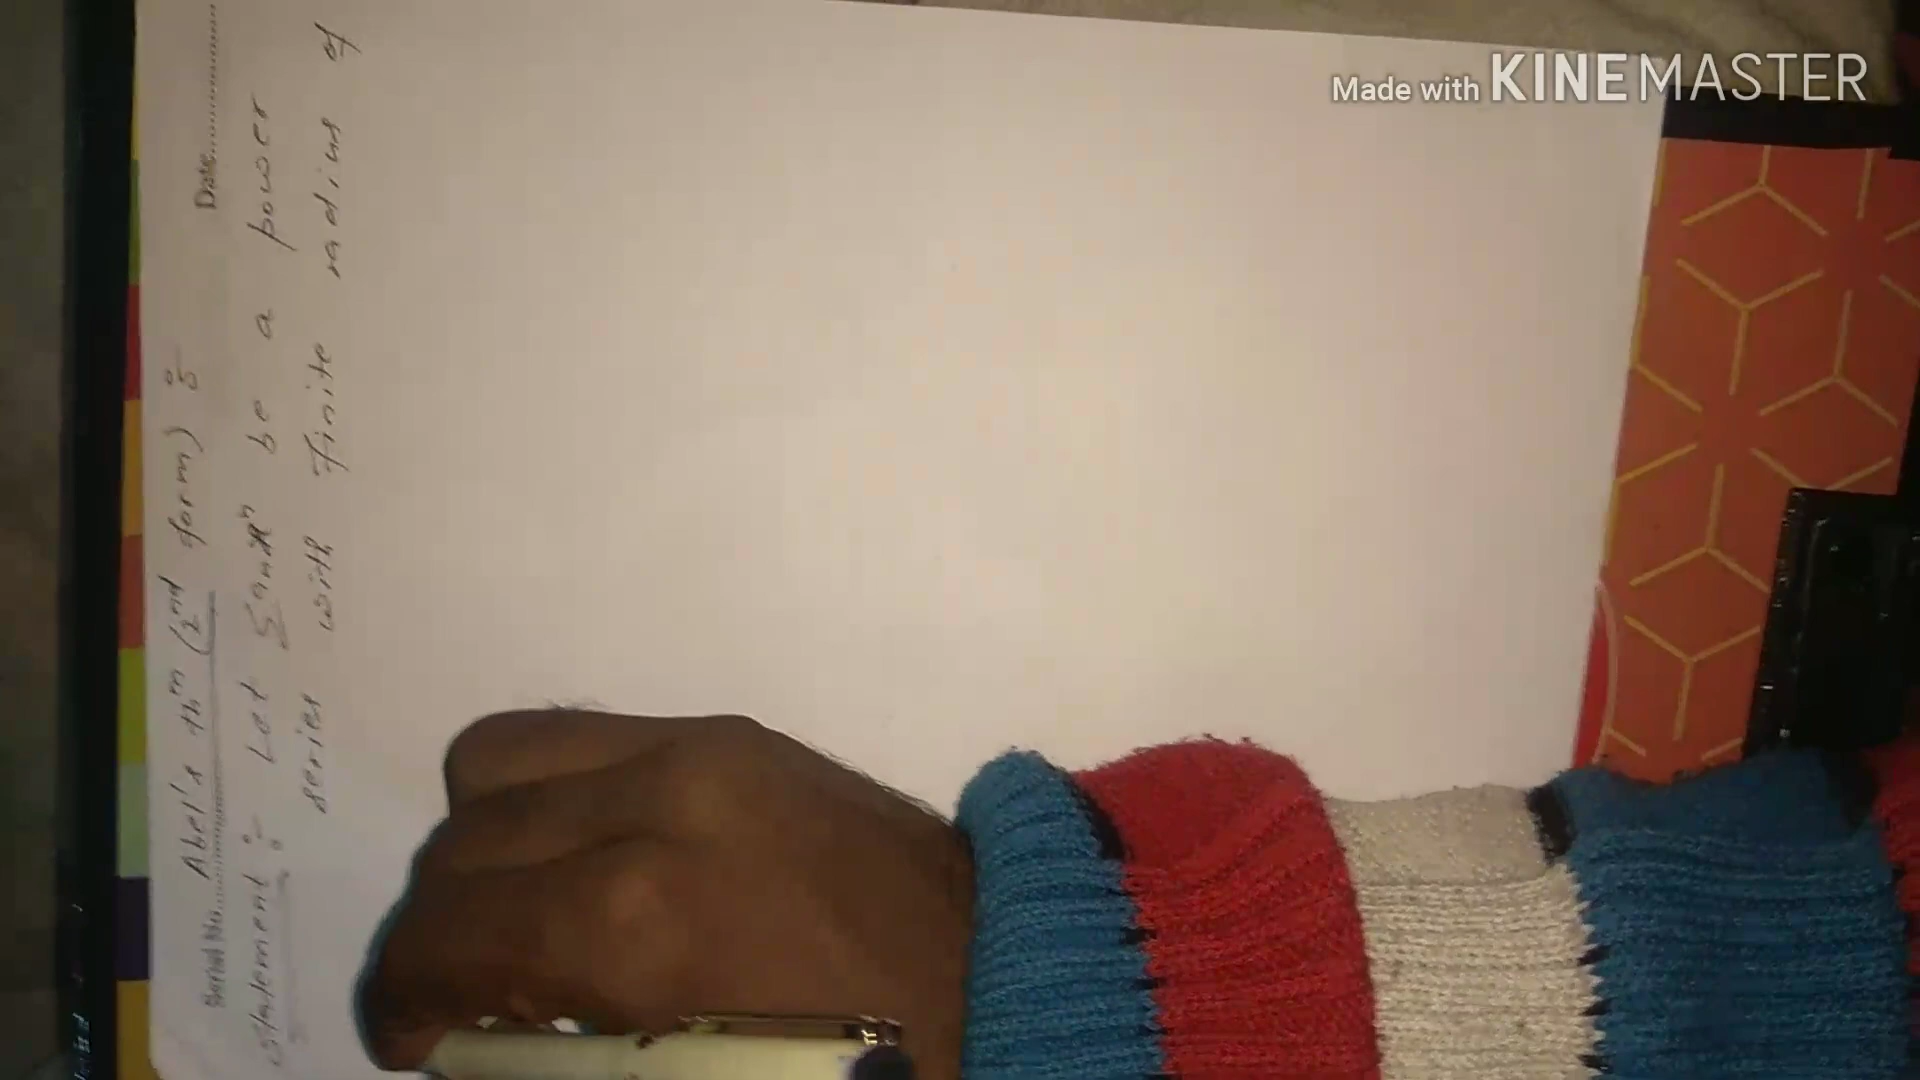 Made with KINEMASTER
Serial No. Date
Abel's thm (2nd form) :-
Statement :- Let Σanxⁿ be a power
series with finite radius of